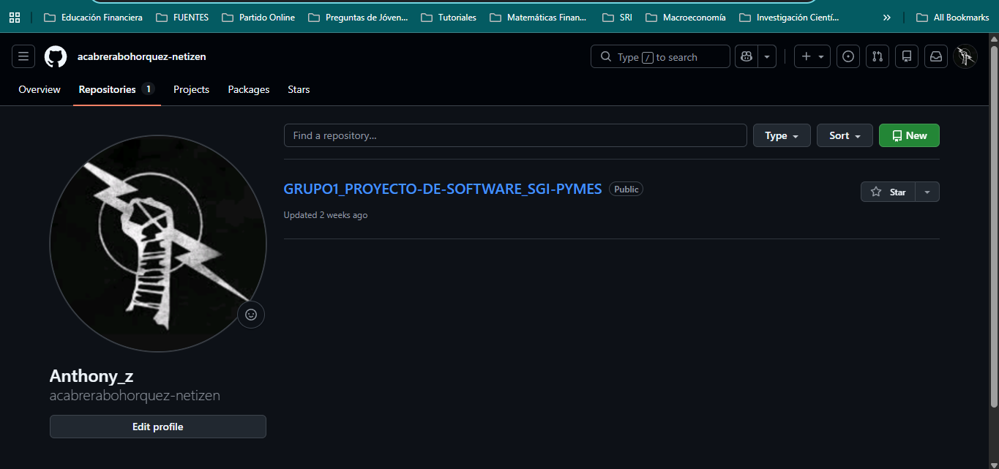 Educación Financiera FUENTES Partido Online Preguntas de Jóven... Tutoriales Matemáticas Finan... SRI Macroeconomía Investigación Cientí... » All Bookmarks
acabrerabohorquez-netizen Type / to search
Overview Repositories 1 Projects Packages Stars
Find a repository... Type Sort New
GRUPO1_PROYECTO-DE-SOFTWARE_SGI-PYMES Public Star
Updated 2 weeks ago
Anthony_z
acabrerabohorquez-netizen
Edit profile